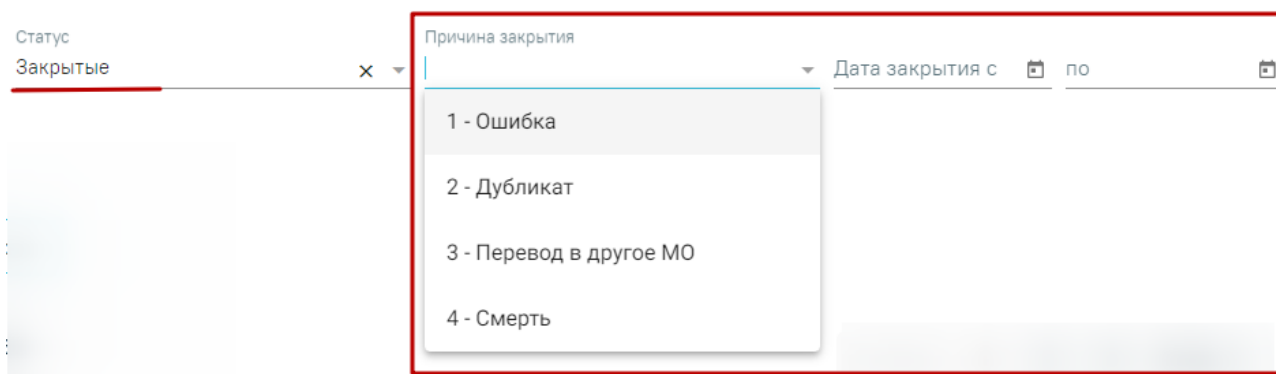 Статус
Причина закрытия
Закрытые
Дата закрытия с
по
1 - Ошибка
2 - Дубликат
3 - Перевод в другое МО
4 - Смерть